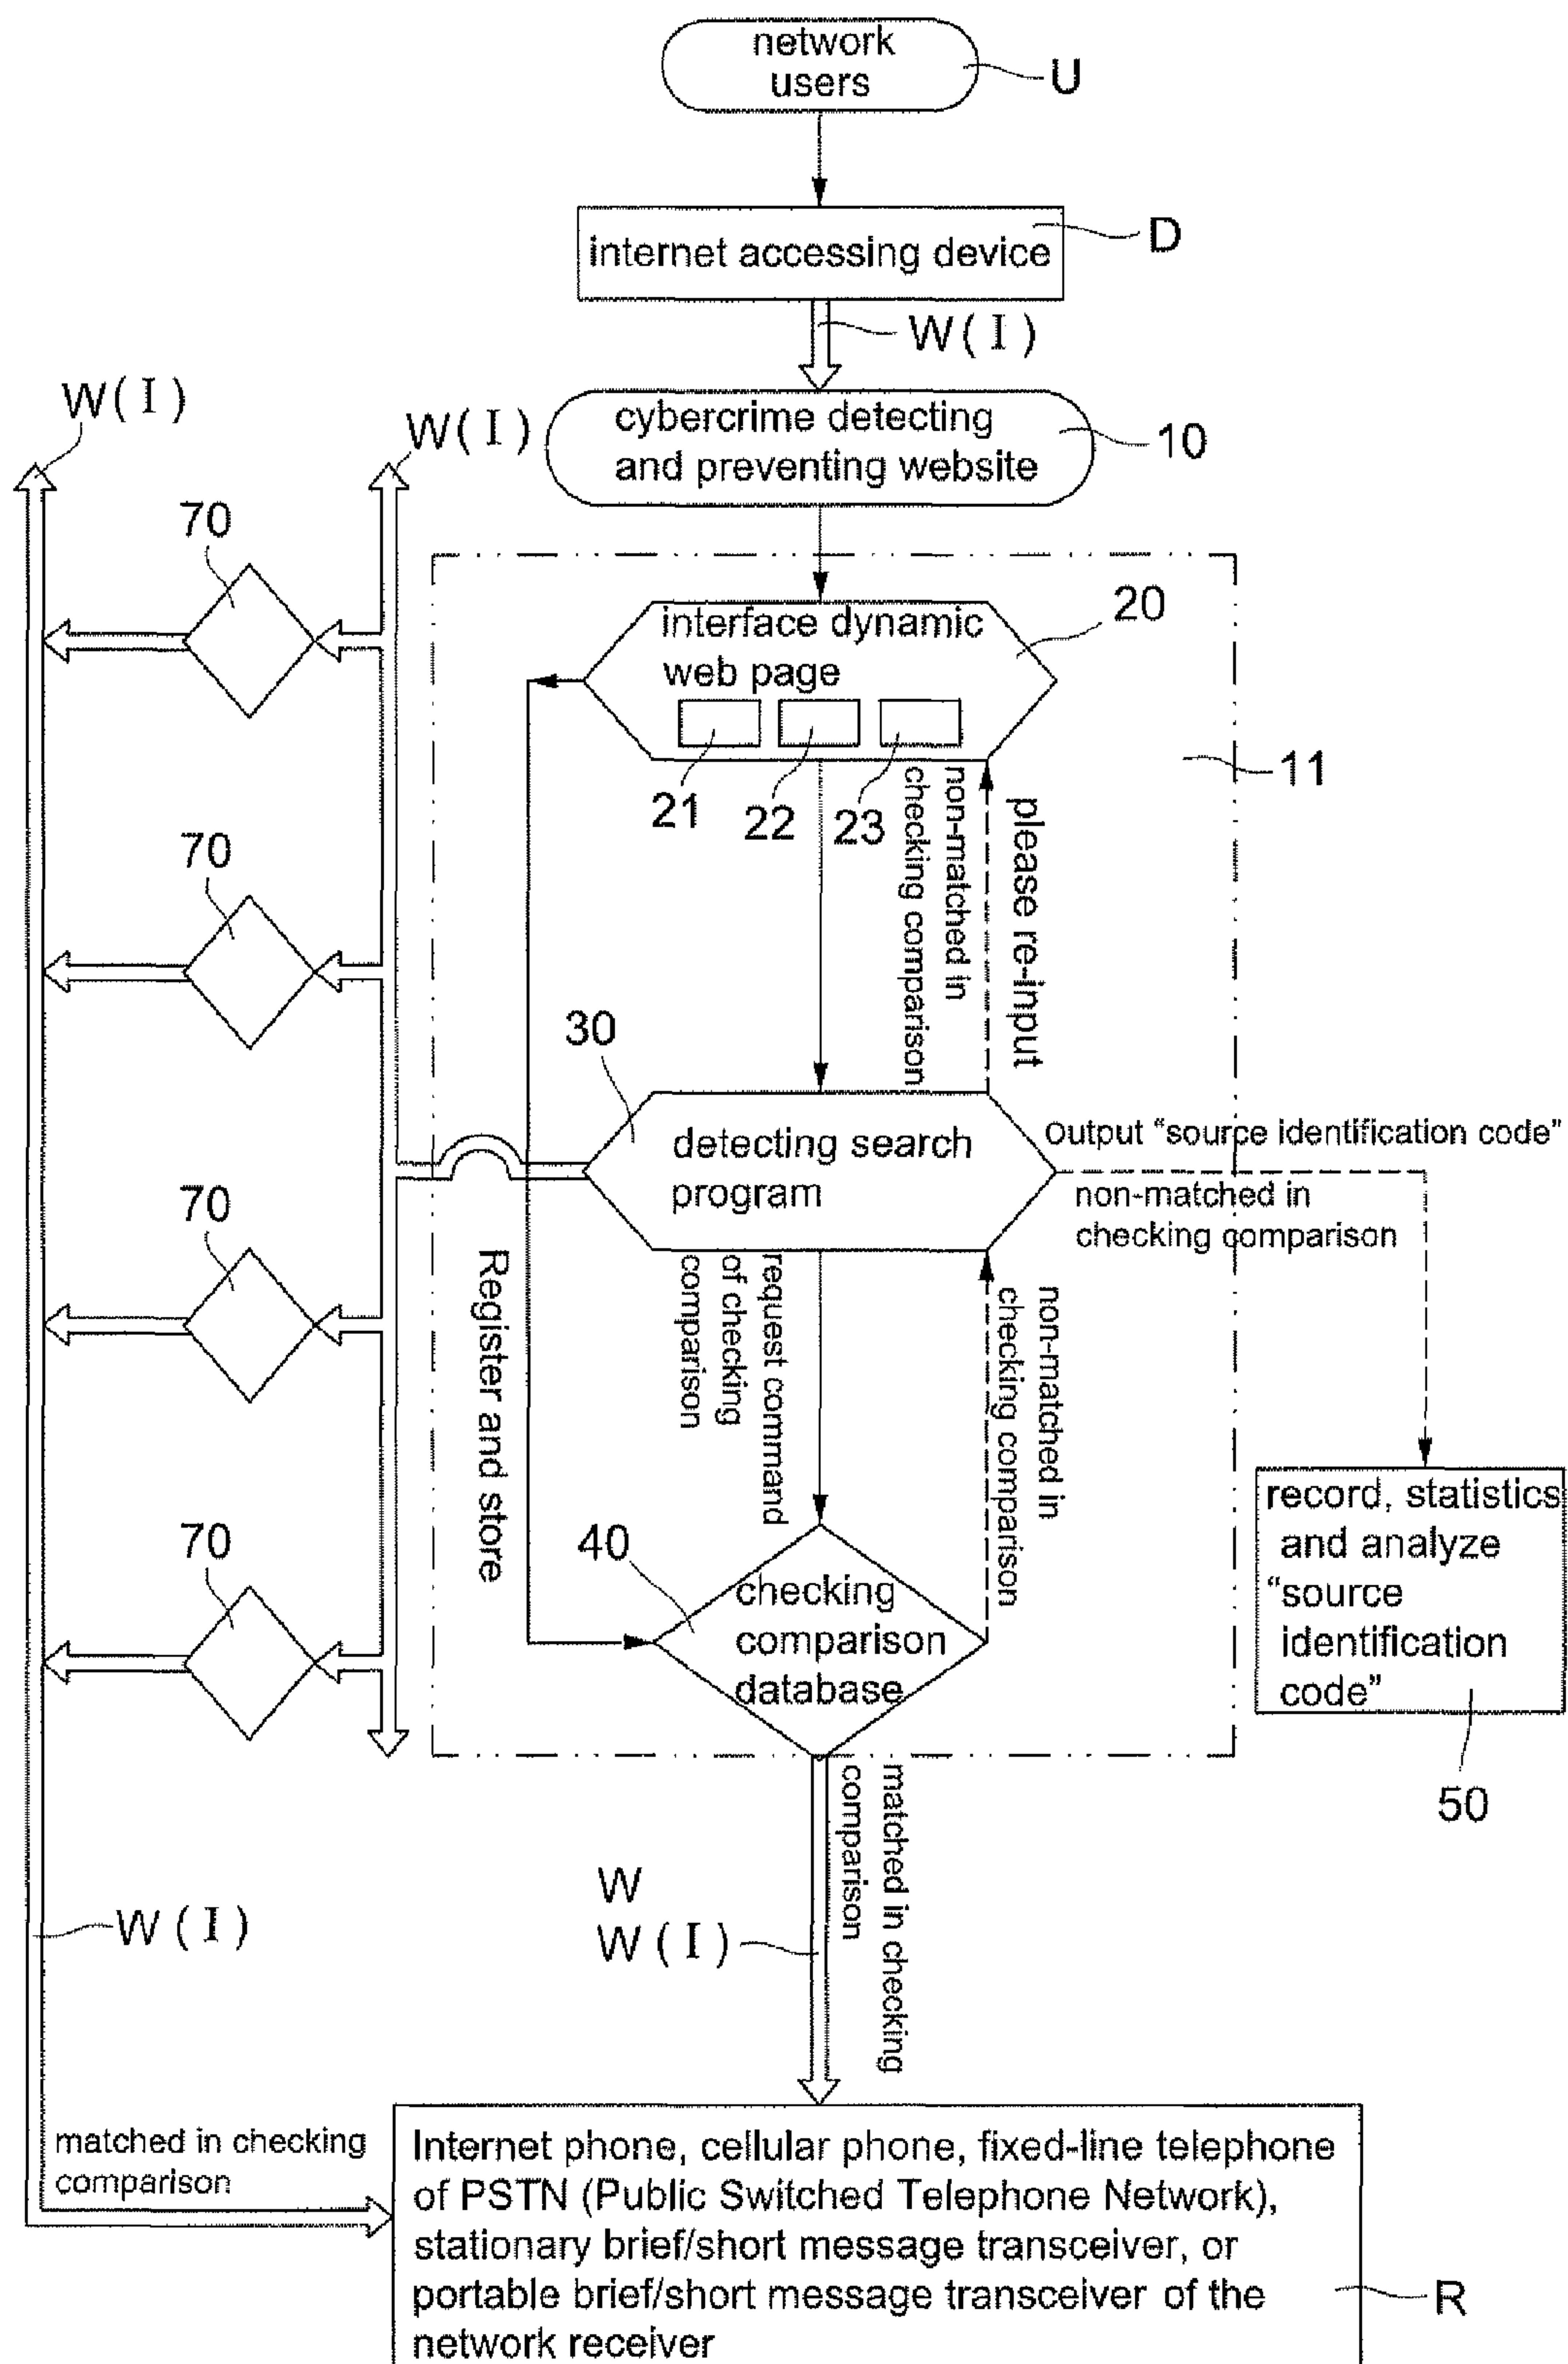 network
users
U
internet accessing device
D
W(I)
W(I)
W(I)
cybercrime detecting
and preventing website
10
70
interface dynamic
web page
20
21
22
23
11
non-matched in
checking comparison
please re-input
70
30
detecting search
program
output “source identification code”
non-matched in
checking comparison
70
Register and store
request command
of checking
comparison
non-matched in
checking comparison
record, statistics
and analyze
“source
identification
code”
50
70
40
checking
comparison
database
matched in checking
comparison
W
W(I)
W(I)
matched in checking
comparison
Internet phone, cellular phone, fixed-line telephone
of PSTN (Public Switched Telephone Network),
stationary brief/short message transceiver, or
portable brief/short message transceiver of the
network receiver
R